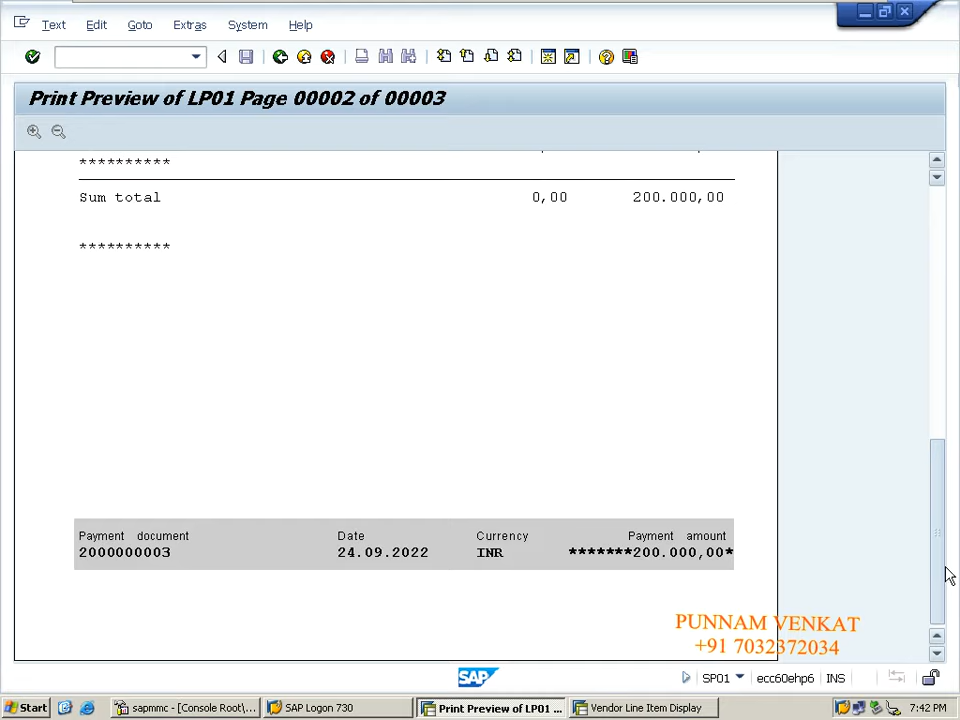 Text Edit Goto Extras System Help
Print Preview of LP01 Page 00002 of 00003
**********
Sum total 0,00 200.000,00
**********
Payment document Date Currency Payment amount
2000000003 24.09.2022 INR *******200.000,00*
PUNNAM VENKAT
+91 7032372034
SAP SP01 ecc60ehp6 INS
Start sapmmc - [Console Root\... SAP Logon 730 Print Preview of LP01 ... Vendor Line Item Display 7:42 PM